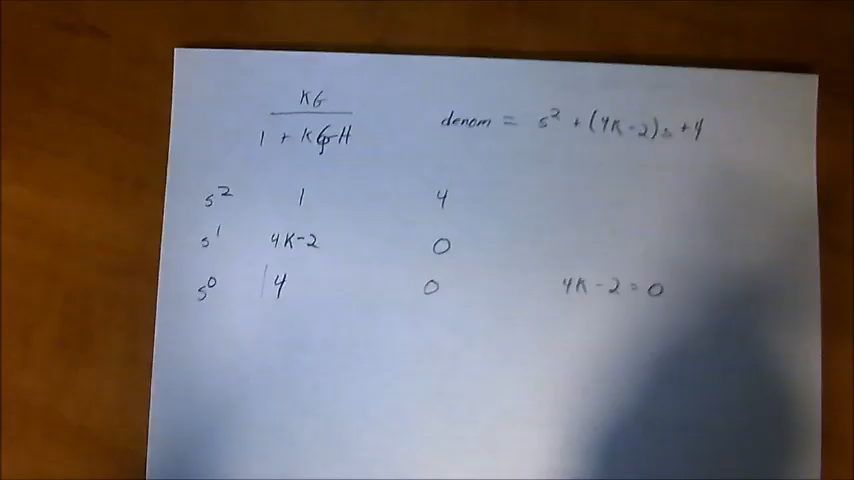 KG
1 + KGH
denom = s² + (4K-2)s + 4
s² 1 4
s¹ 4K-2 0
s⁰ 4 0
4K-2=0